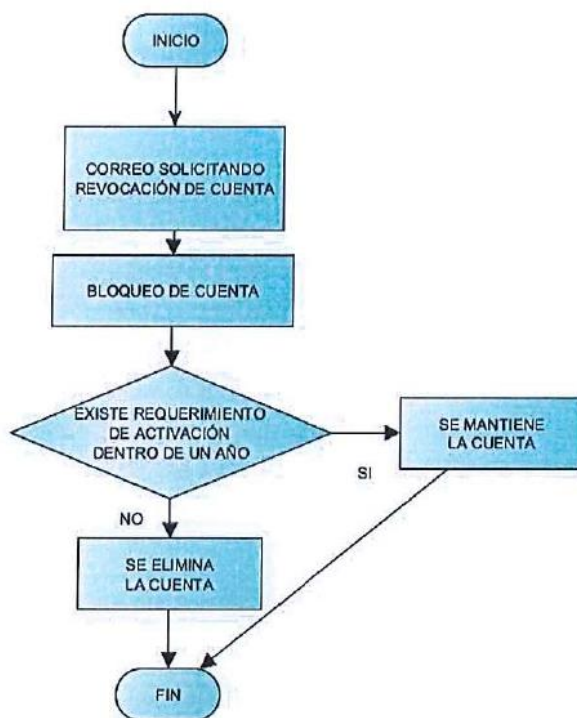 INICIO
CORREO SOLICITANDO
REVOCACIÓN DE CUENTA
BLOQUEO DE CUENTA
EXISTE REQUERIMIENTO
DE ACTIVACIÓN
DENTRO DE UN AÑO
SE MANTIENE
LA CUENTA
SI
NO
SE ELIMINA
LA CUENTA
FIN